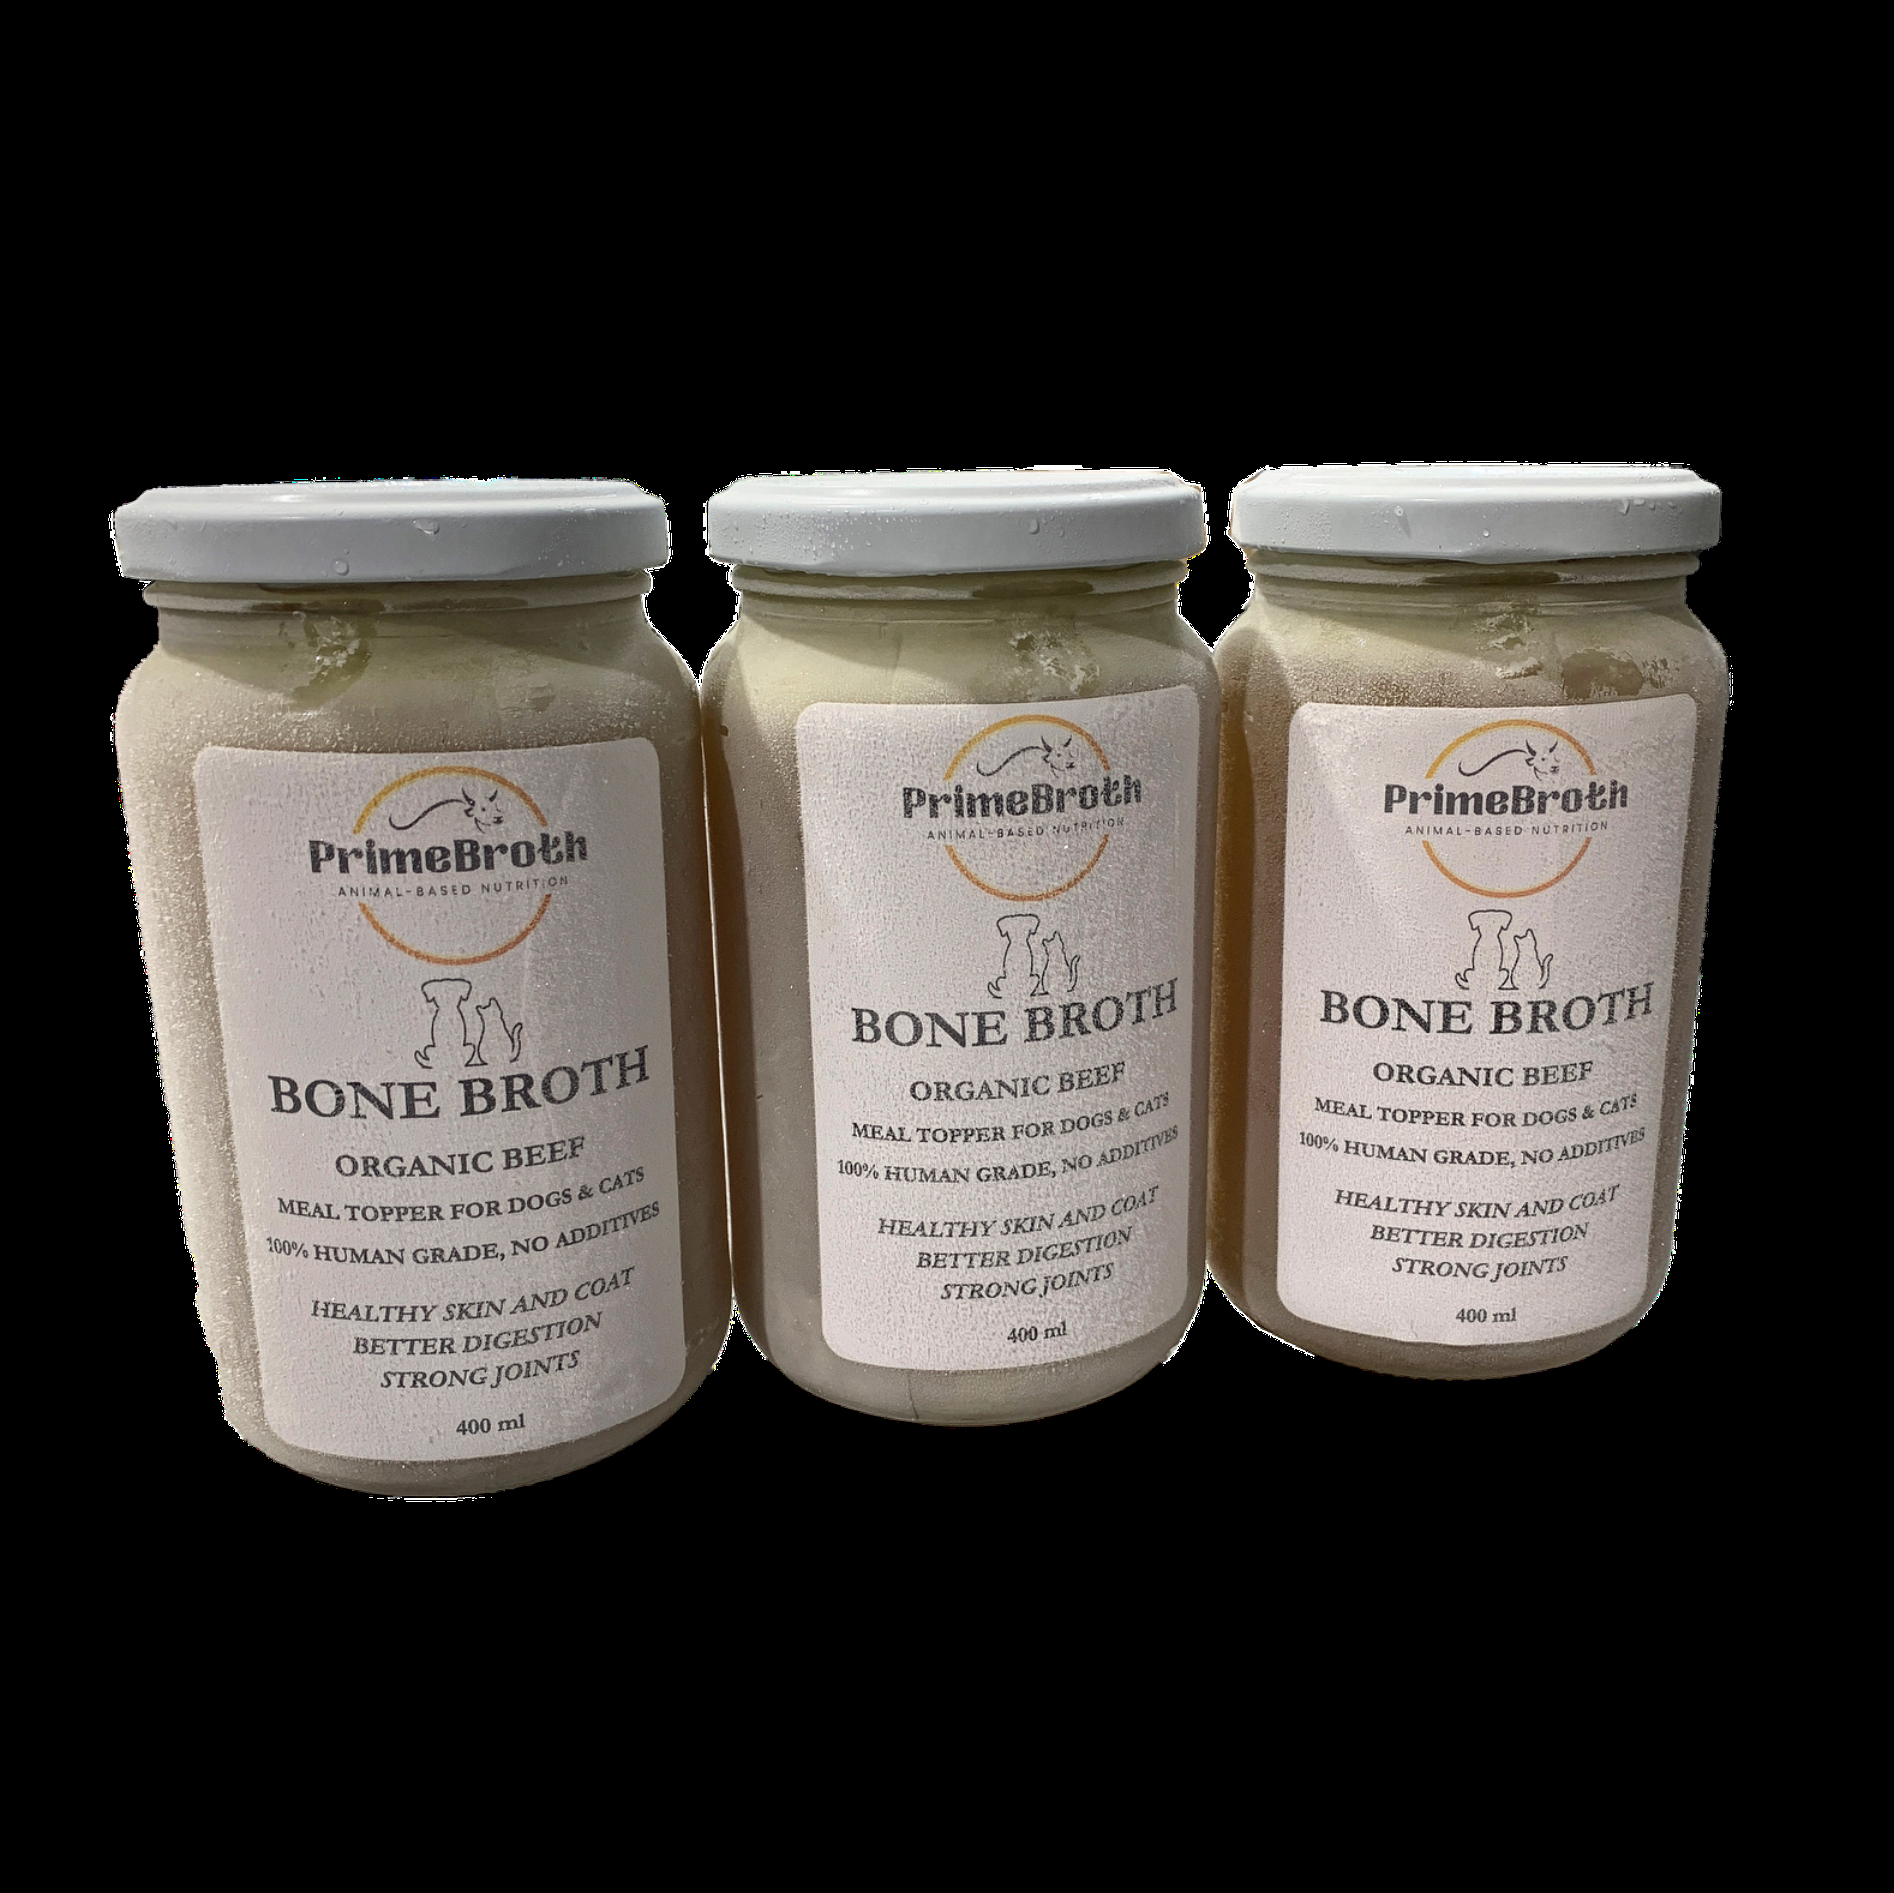 PrimeBroth
ANIMAL-BASED NUTRITION
BONE BROTH
ORGANIC BEEF
MEAL TOPPER FOR DOGS & CATS
100% HUMAN GRADE, NO ADDITIVES
HEALTHY SKIN AND COAT
BETTER DIGESTION
STRONG JOINTS
400 ml
PrimeBroth
ANIMAL-BASED NUTRITION
BONE BROTH
ORGANIC BEEF
MEAL TOPPER FOR DOGS & CATS
100% HUMAN GRADE, NO ADDITIVES
HEALTHY SKIN AND COAT
BETTER DIGESTION
STRONG JOINTS
400 ml
PrimeBroth
ANIMAL-BASED NUTRITION
BONE BROTH
ORGANIC BEEF
MEAL TOPPER FOR DOGS & CATS
100% HUMAN GRADE, NO ADDITIVES
HEALTHY SKIN AND COAT
BETTER DIGESTION
STRONG JOINTS
400 ml